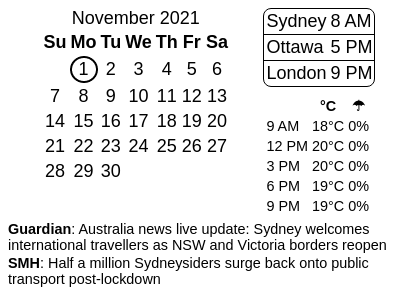 November 2021
Su Mo Tu We Th Fr Sa
1 2 3 4 5 6
7 8 9 10 11 12 13
14 15 16 17 18 19 20
21 22 23 24 25 26 27
28 29 30
Sydney 8 AM
Ottawa 5 PM
London 9 PM
°C ☂
9 AM 18°C 0%
12 PM 20°C 0%
3 PM 20°C 0%
6 PM 19°C 0%
9 PM 19°C 0%
Guardian: Australia news live update: Sydney welcomes
international travellers as NSW and Victoria borders reopen
SMH: Half a million Sydneysiders surge back onto public
transport post-lockdown